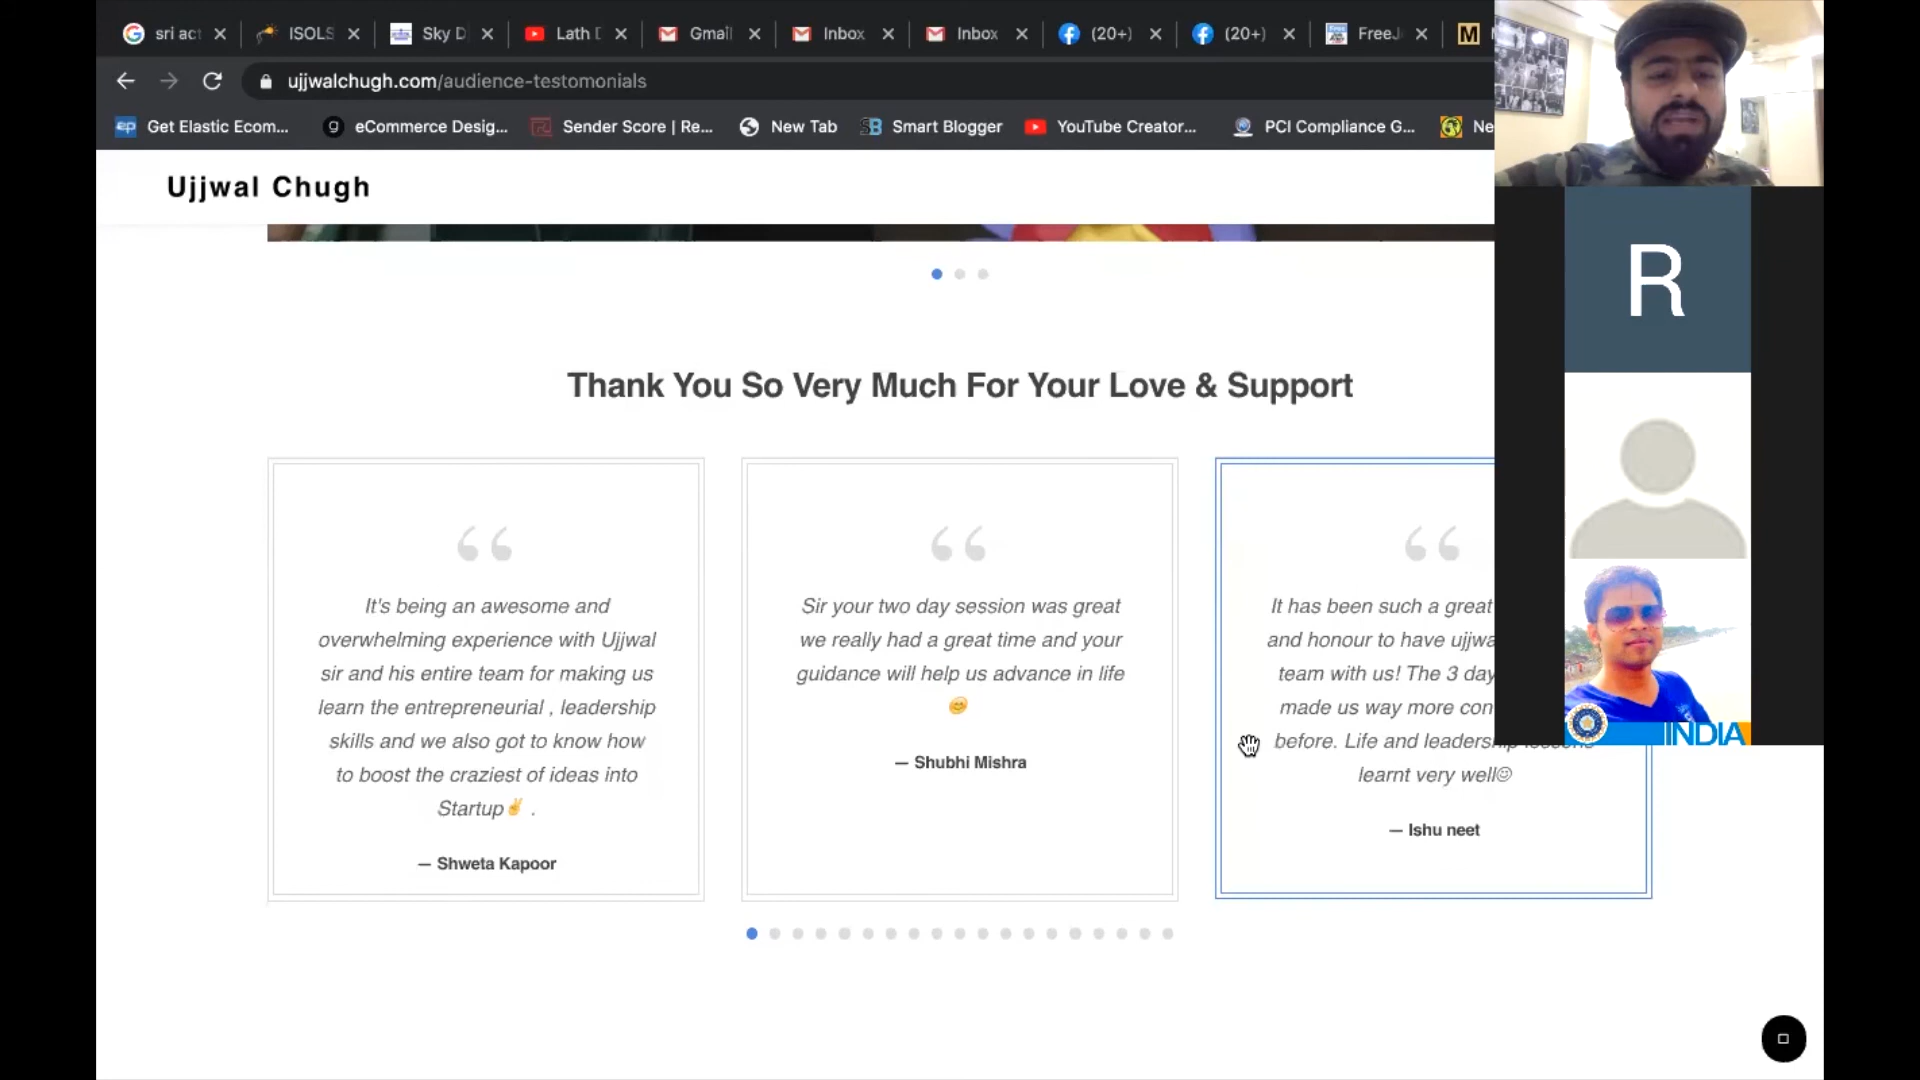 sri act
ISOLS
Sky D
Lath D
Gmail
Inbox
Inbox
(20+)
(20+)
FreeJ
M
ujjwalchugh.com/audience-testomonials
ep Get Elastic Ecom...
g eCommerce Desig...
Sender Score | Re...
New Tab
SB Smart Blogger
YouTube Creator...
PCI Compliance G...
Ne
Ujjwal Chugh
R
Thank You So Very Much For Your Love & Support
It's being an awesome and
overwhelming experience with Ujjwal
sir and his entire team for making us
learn the entrepreneurial , leadership
skills and we also got to know how
to boost the craziest of ideas into
Startup✌ .
— Shweta Kapoor
Sir your two day session was great
we really had a great time and your
guidance will help us advance in life
😊
— Shubhi Mishra
It has been such a great
and honour to have ujjwa
team with us! The 3 day
made us way more con
before. Life and leadership lessons
learnt very well☺
— Ishu neet
INDIA